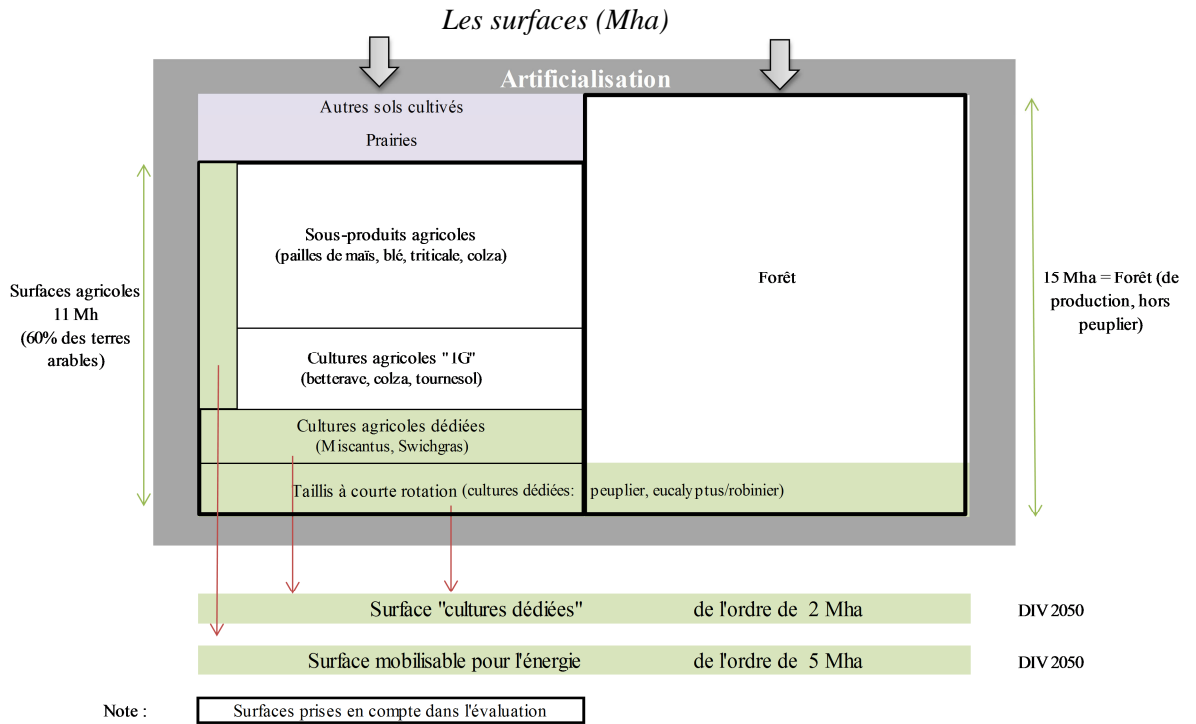 Les surfaces (Mha)
Artificialisation
Autres sols cultivés
Prairies
Sous-produits agricoles
(pailles de maïs, blé, triticale, colza)
Forêt
Surfaces agricoles
11 Mh
(60% des terres
arables)
15 Mha = Forêt (de
production, hors
peuplier)
Cultures agricoles "1G"
(betterave, colza, tournesol)
Cultures agricoles dédiées
(Miscantus, Swichgras)
Taillis à courte rotation (cultures dédiées: peuplier, eucalyptus/robinier)
Surface "cultures dédiées" de l'ordre de 2 Mha DIV 2050
Surface mobilisable pour l'énergie de l'ordre de 5 Mha DIV 2050
Note : Surfaces prises en compte dans l'évaluation